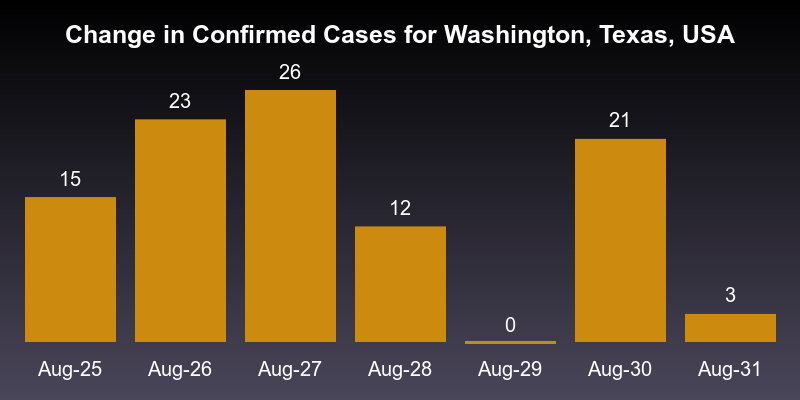 Change in Confirmed Cases for Washington, Texas, USA
15
23
26
12
0
21
3
Aug-25
Aug-26
Aug-27
Aug-28
Aug-29
Aug-30
Aug-31